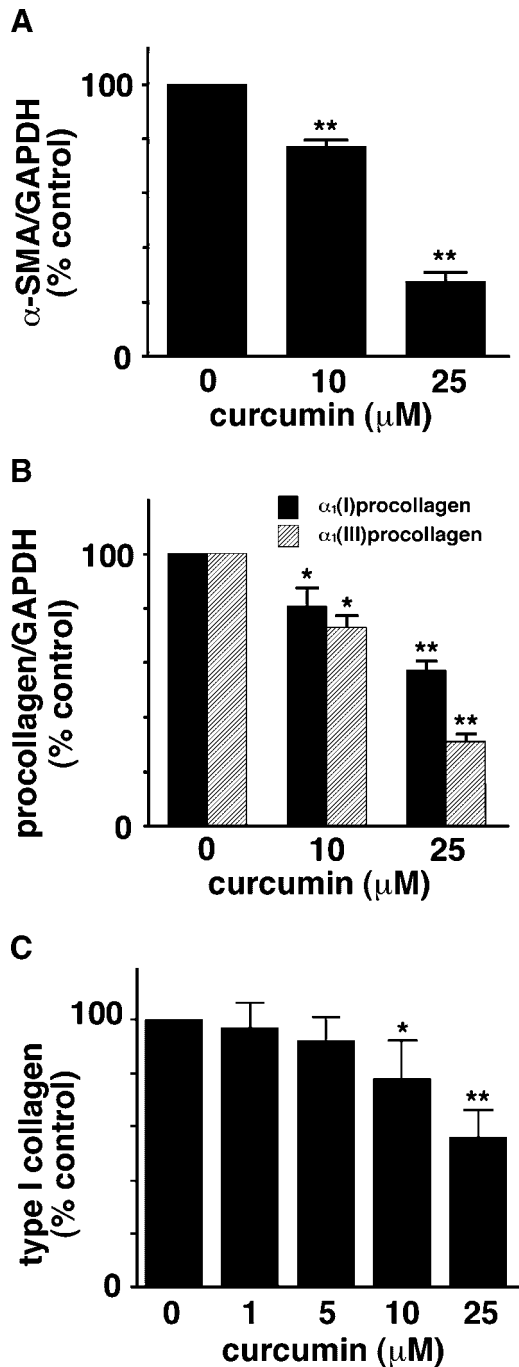 A
α-SMA/GAPDH
(% control)
100
**
**
0
0 10 25
curcumin (μM)
B
procollagen/GAPDH
(% control)
α₁(I)procollagen
α₁(III)procollagen
100
*
*
**
**
0
0 10 25
curcumin (μM)
C
type I collagen
(% control)
100
*
**
0
0 1 5 10 25
curcumin (μM)